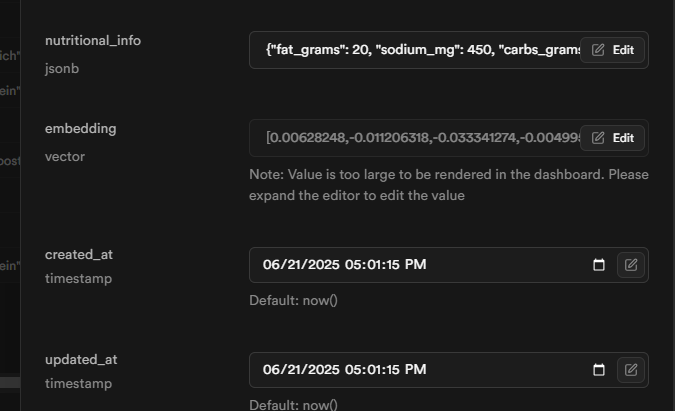 nutritional_info
{"fat_grams": 20, "sodium_mg": 450, "carbs_grams
Edit
jsonb
ich"
ein"
embedding
[0.00628248,-0.011206318,-0.033341274,-0.004995
Edit
vector
post
Note: Value is too large to be rendered in the dashboard. Please
expand the editor to edit the value
created_at
06/21/2025 05:01:15 PM
ein"
timestamp
Default: now()
updated_at
06/21/2025 05:01:15 PM
timestamp
Default: now()